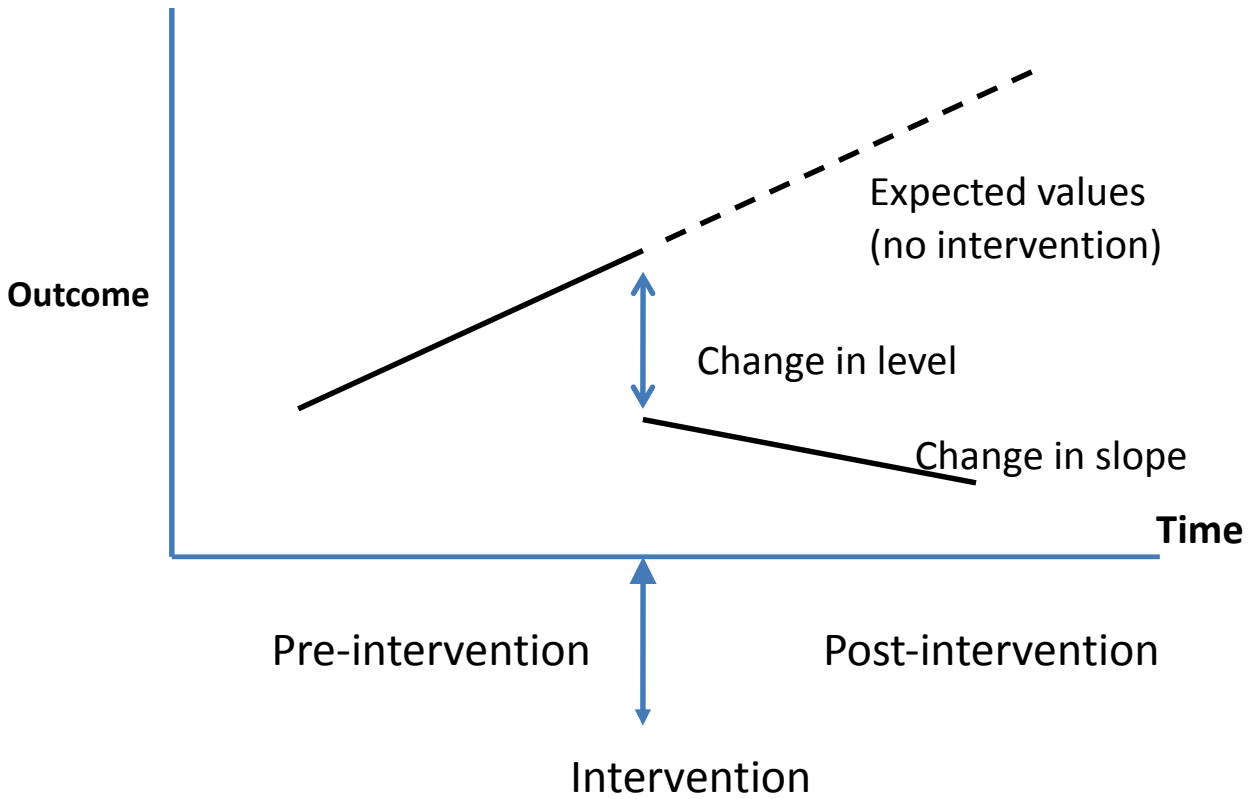 Expected values
(no intervention)
Outcome
Change in level
Change in slope
Time
Pre-intervention
Post-intervention
Intervention